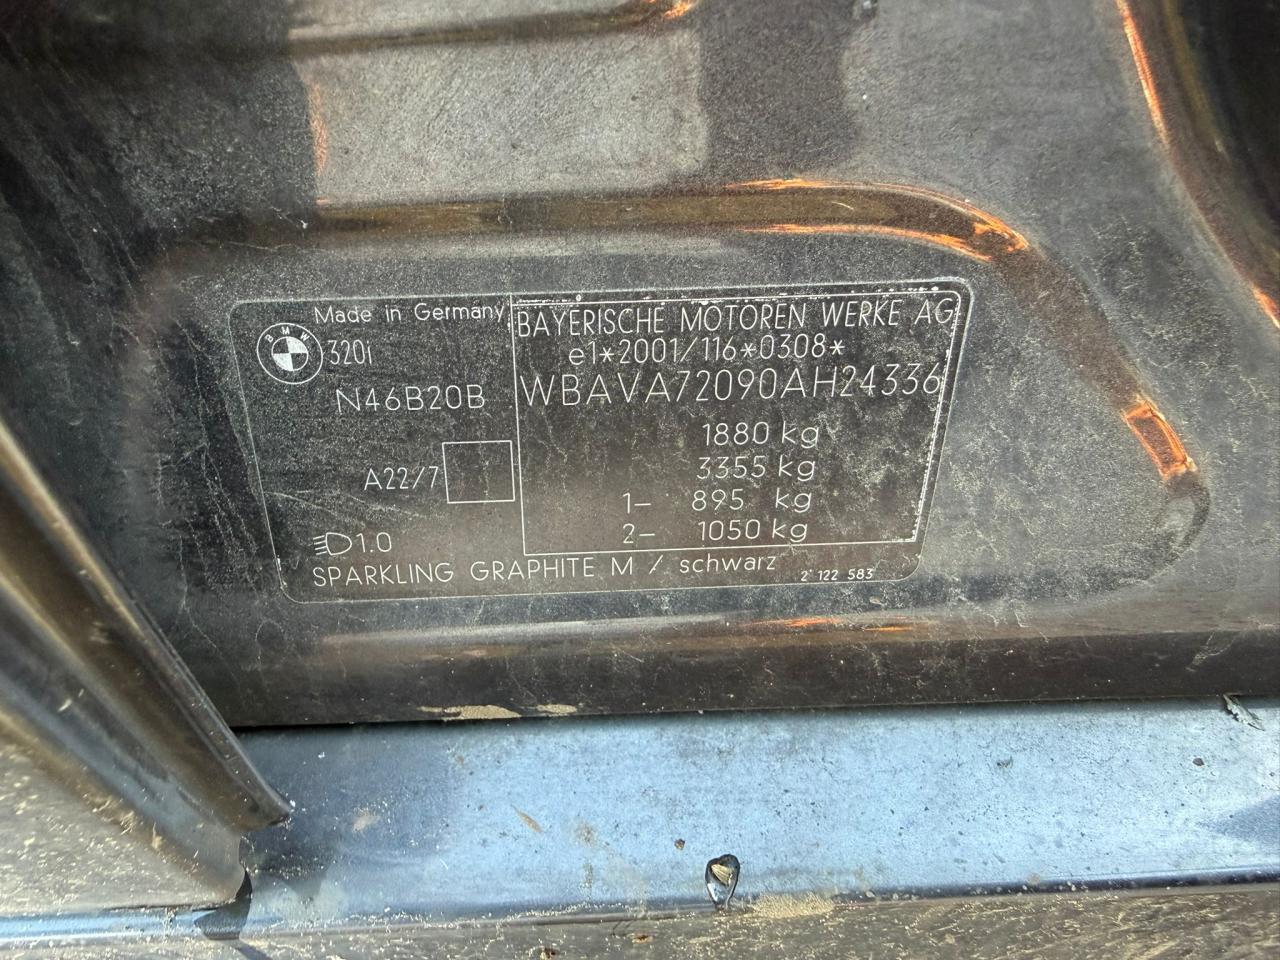 Made in Germany
BMW
320i
N46B20B
A22/7
1.0
BAYERISCHE MOTOREN WERKE AG
e1*2001/116*0308*
WBAVA72090AH24336
1880 kg
3355 kg
1- 895 kg
2- 1050 kg
SPARKLING GRAPHITE M / schwarz
2 122 583